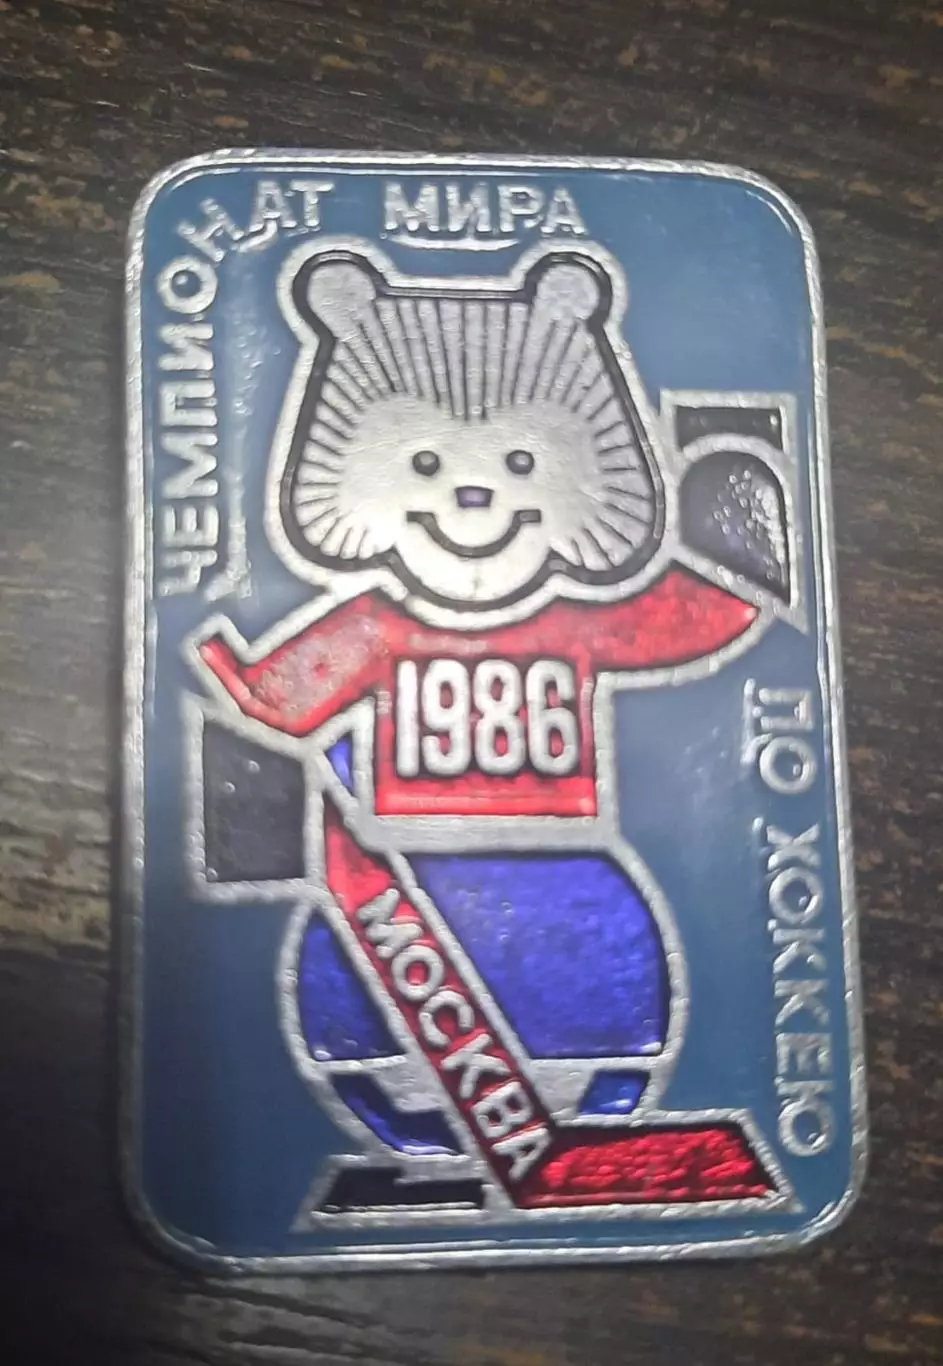 ЧЕМПИОНАТ МИРА
ПО ХОККЕЮ
1986
МОСКВА